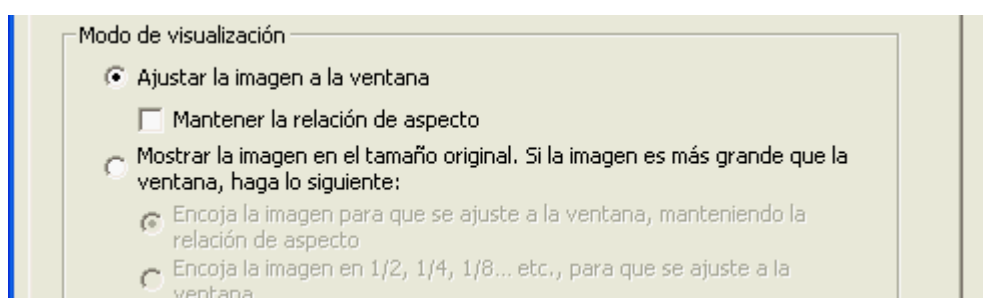 Modo de visualización
Ajustar la imagen a la ventana
Mantener la relación de aspecto
Mostrar la imagen en el tamaño original. Si la imagen es más grande que la
ventana, haga lo siguiente:
Encoja la imagen para que se ajuste a la ventana, manteniendo la
relación de aspecto
Encoja la imagen en 1/2, 1/4, 1/8... etc., para que se ajuste a la
ventana